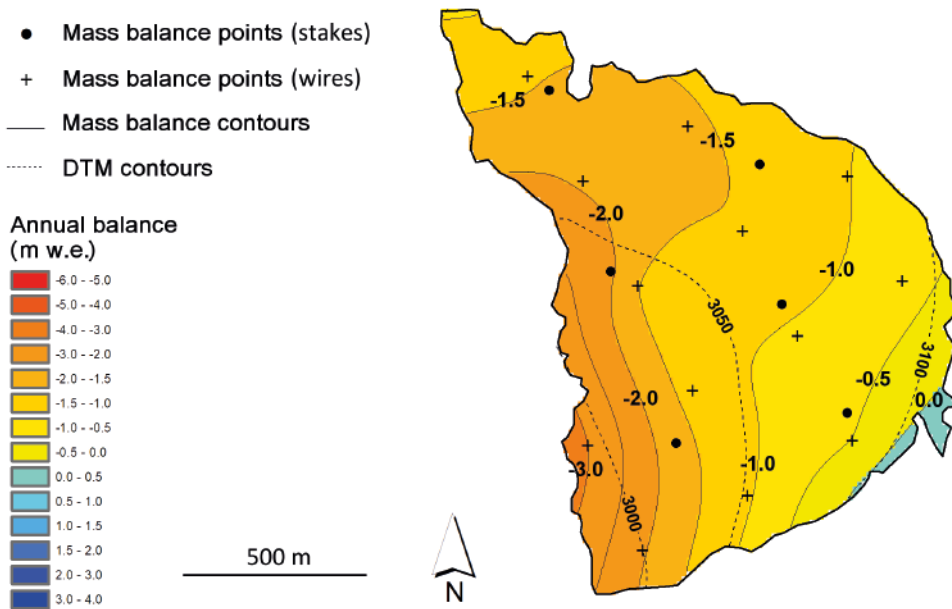 Mass balance points (stakes)
Mass balance points (wires)
Mass balance contours
DTM contours
Annual balance
(m w.e.)
-6.0 - -5.0
-5.0 - -4.0
-4.0 - -3.0
-3.0 - -2.0
-2.0 - -1.5
-1.5 - -1.0
-1.0 - -0.5
-0.5 - 0.0
0.0 - 0.5
0.5 - 1.0
1.0 - 1.5
1.5 - 2.0
2.0 - 3.0
3.0 - 4.0
500 m
N
-1.5
-1.5
-2.0
-1.0
3050
3100
-0.5
0.0
-2.0
-1.0
-3.0
3000